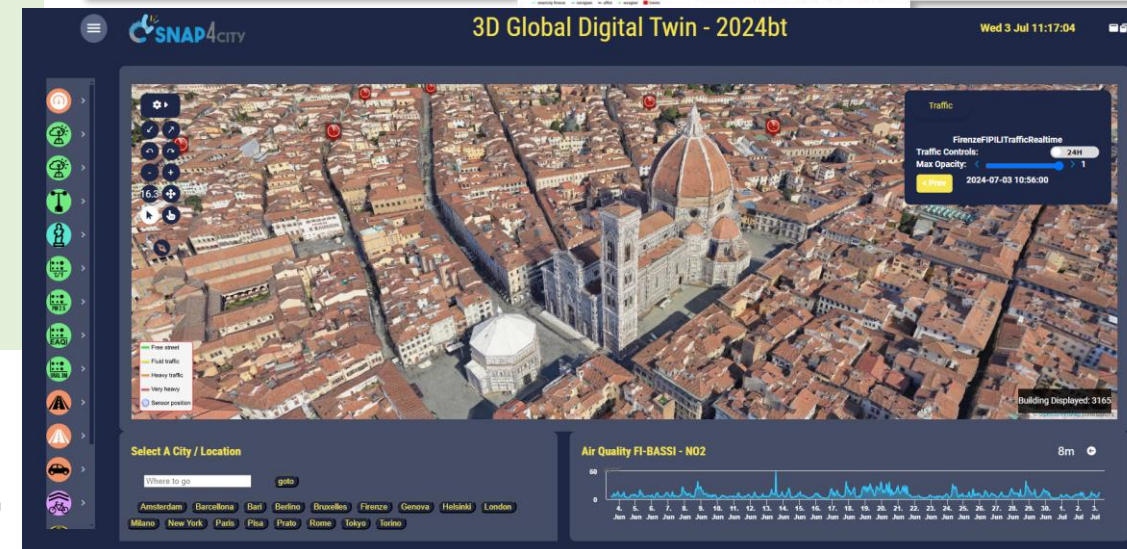 SNAP4CITY
3D Global Digital Twin - 2024bt
Wed 3 Jul 11:17:04
Traffic
FirenzeFIPILITrafficRealtime
Traffic Controls:
24H
Max Opacity:
< > 1
< Prev
2024-07-03 10:56:00
- +
16.3
PM 2.5
EAQI
Free street
Fluid traffic
Heavy traffic
Very heavy
Sensor position
Building Displayed: 3165
Select A City / Location
Where to go
goto
Amsterdam Barcellona Bari Berlino Bruxelles Firenze Genova Helsinki London
Milano New York Paris Pisa Prato Rome Tokyo Torino
Air Quality FI-BASSI - NO2
8m
60
0
4. 5. 6. 7. 8. 9. 10. 11. 12. 13. 14. 15. 16. 17. 18. 19. 20. 21. 22. 23. 24. 25. 26. 27. 28. 29. 30. 1. 2. 3.
Jun Jun Jun Jun Jun Jun Jun Jun Jun Jun Jun Jun Jun Jun Jun Jun Jun Jun Jun Jun Jun Jun Jun Jun Jun Jun Jun Jul Jul Jul